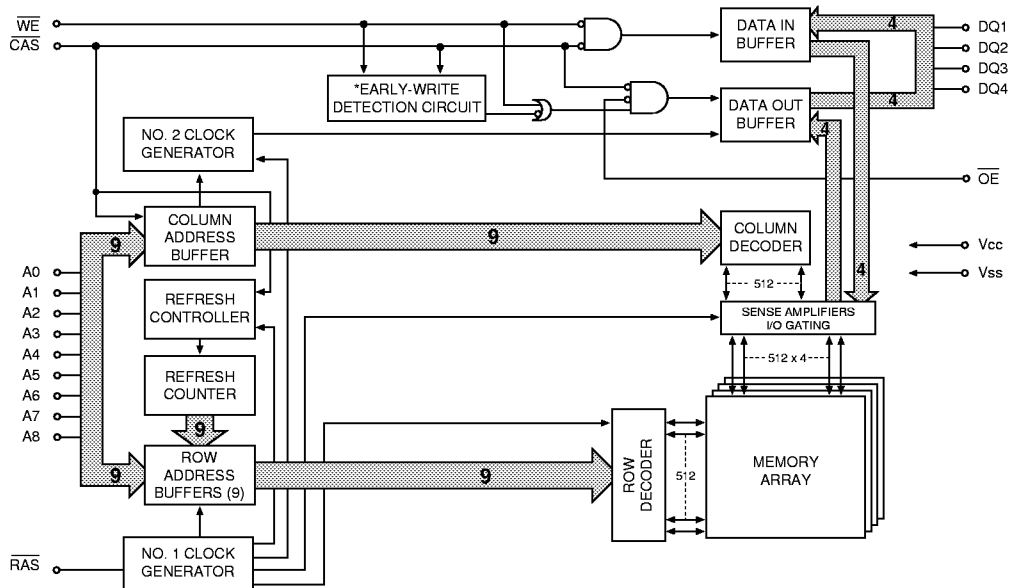 WE
CAS
*EARLY-WRITE
DETECTION CIRCUIT
DATA IN
BUFFER
4
DQ1
DQ2
DQ3
DQ4
DATA OUT
BUFFER
4
4
NO. 2 CLOCK
GENERATOR
OE
COLUMN
ADDRESS
BUFFER
9
9
COLUMN
DECODER
4
Vcc
Vss
A0
A1
A2
A3
A4
A5
A6
A7
A8
REFRESH
CONTROLLER
512
SENSE AMPLIFIERS
I/O GATING
REFRESH
COUNTER
512 x 4
9
9
ROW
ADDRESS
BUFFERS (9)
9
ROW
DECODER
512
MEMORY
ARRAY
RAS
NO. 1 CLOCK
GENERATOR